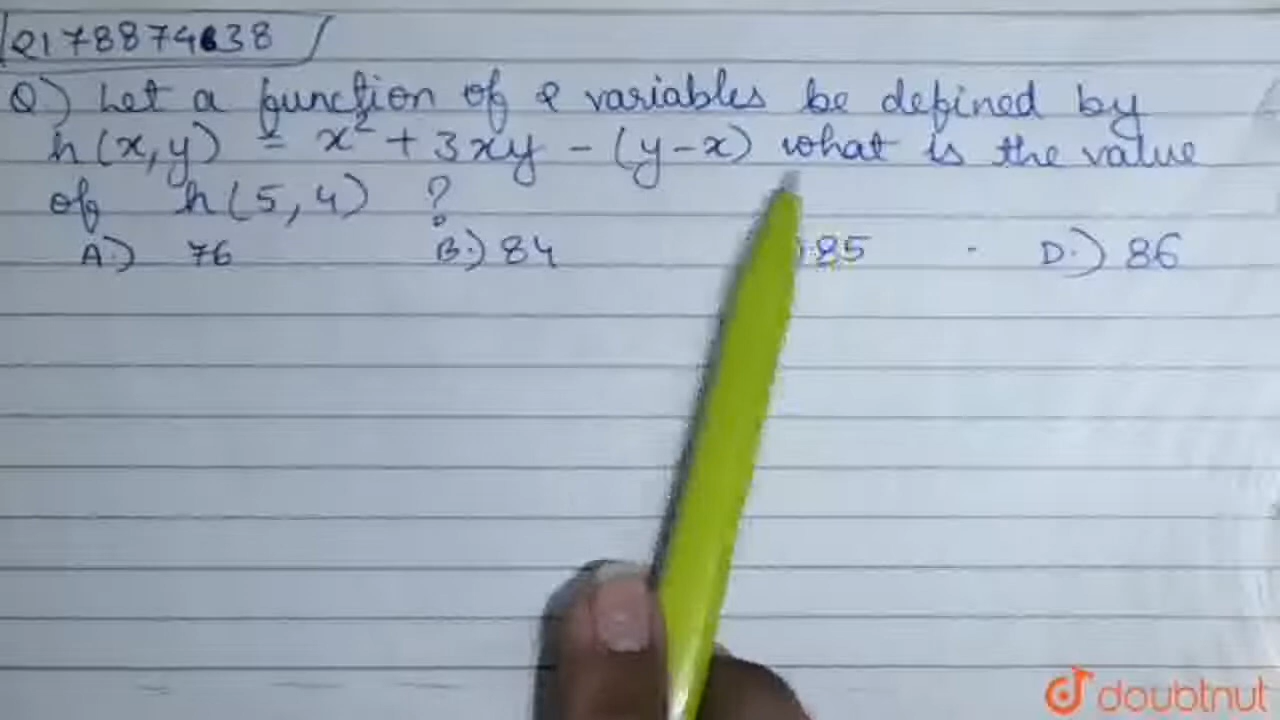 2178874638
Q) Let a function of 2 variables be defined by
h(x,y) = x² + 3xy - (y-x) what is the value
of h(5,4) ?
A.) 76 B.) 84 ) 85 D.) 86
doubtnut